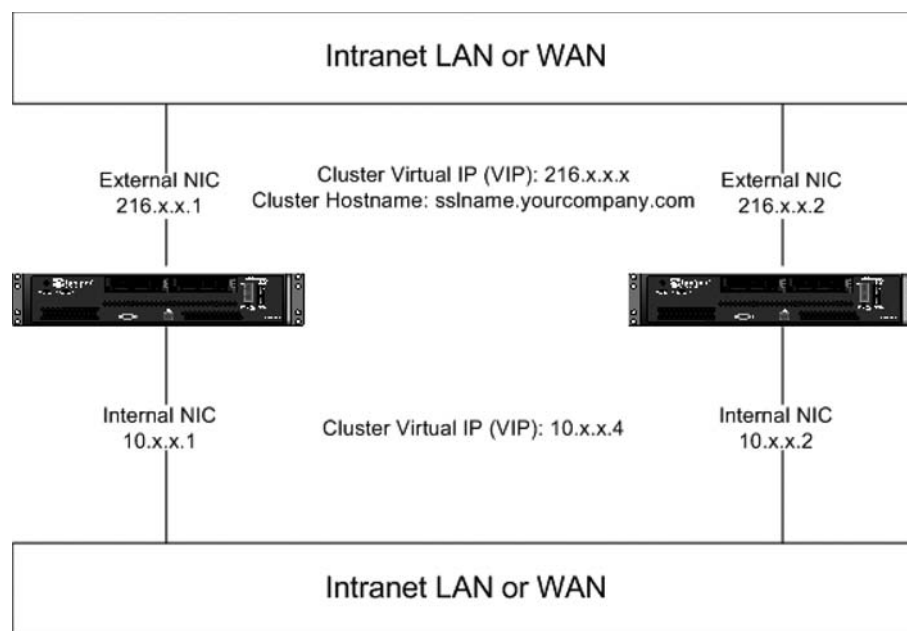 Intranet LAN or WAN
External NIC
216.x.x.1
Cluster Virtual IP (VIP): 216.x.x.x
Cluster Hostname: sslname.yourcompany.com
External NIC
216.x.x.2
Internal NIC
10.x.x.1
Cluster Virtual IP (VIP): 10.x.x.4
Internal NIC
10.x.x.2
Intranet LAN or WAN